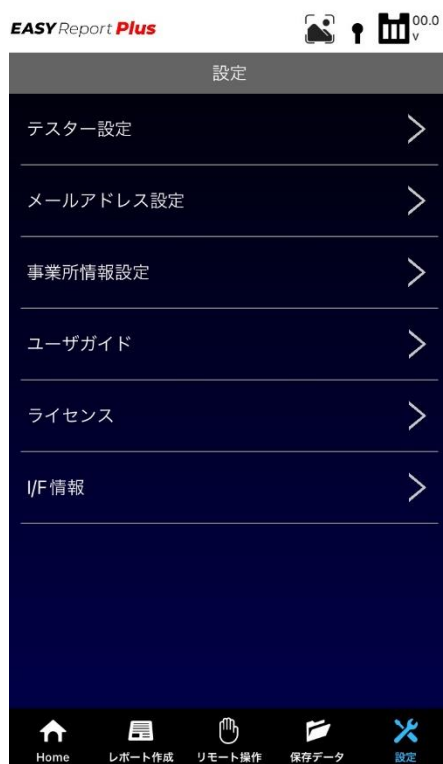 EASY Report Plus
00.0
v
設定
テスター設定
メールアドレス設定
事業所情報設定
ユーザガイド
ライセンス
I/F情報
Home レポート作成 リモート操作 保存データ 設定